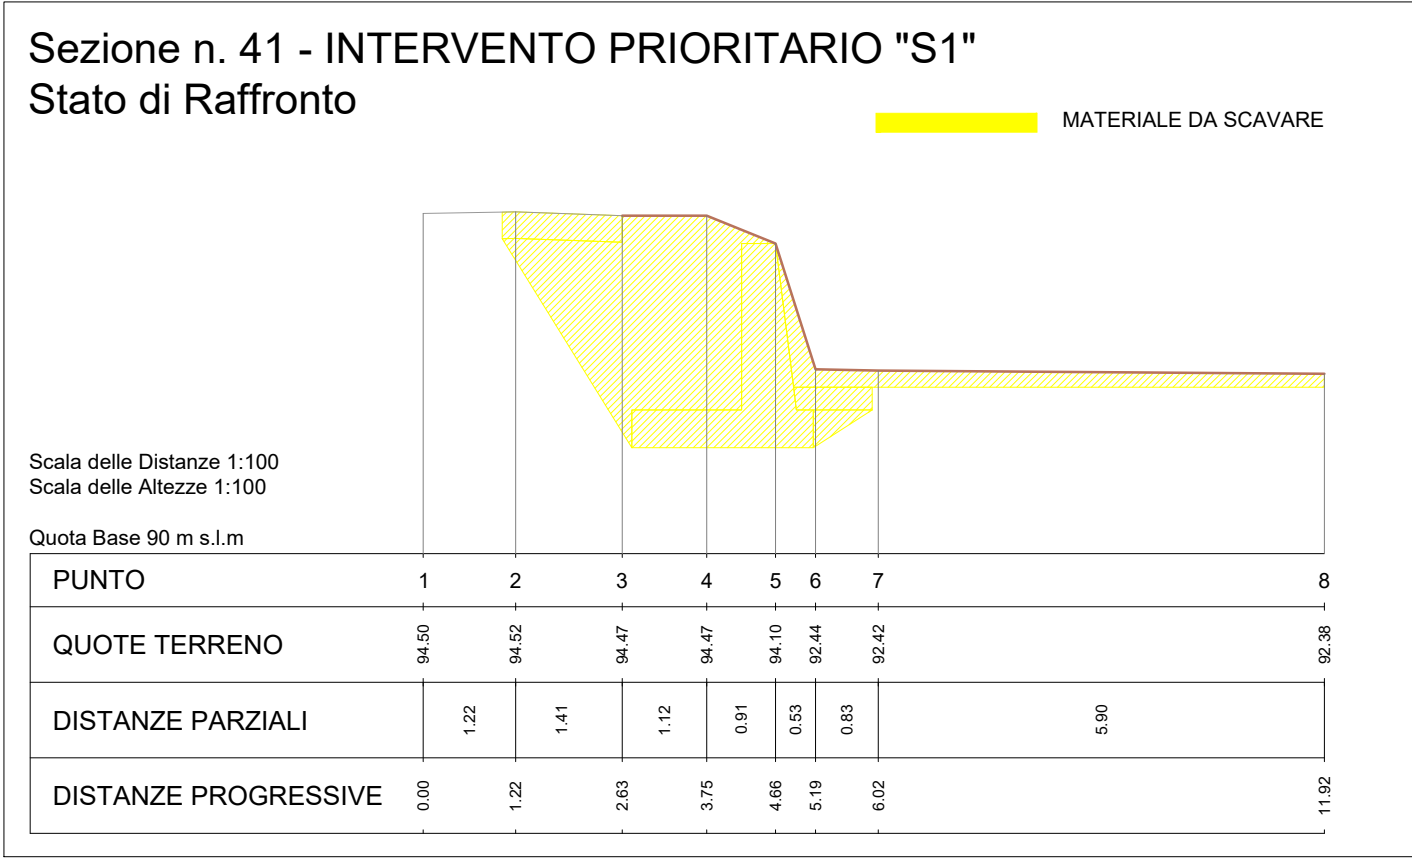 Sezione n. 41 - INTERVENTO PRIORITARIO "S1"
Stato di Raffronto
MATERIALE DA SCAVARE
Scala delle Distanze 1:100
Scala delle Altezze 1:100
Quota Base 90 m s.l.m
PUNTO 1 2 3 4 5 6 7 8
QUOTE TERRENO 94.50 94.52 94.47 94.47 94.10 92.44 92.42 92.38
DISTANZE PARZIALI 1.22 1.41 1.12 0.91 0.53 0.83 5.90
DISTANZE PROGRESSIVE 0.00 1.22 2.63 3.75 4.66 5.19 6.02 11.92